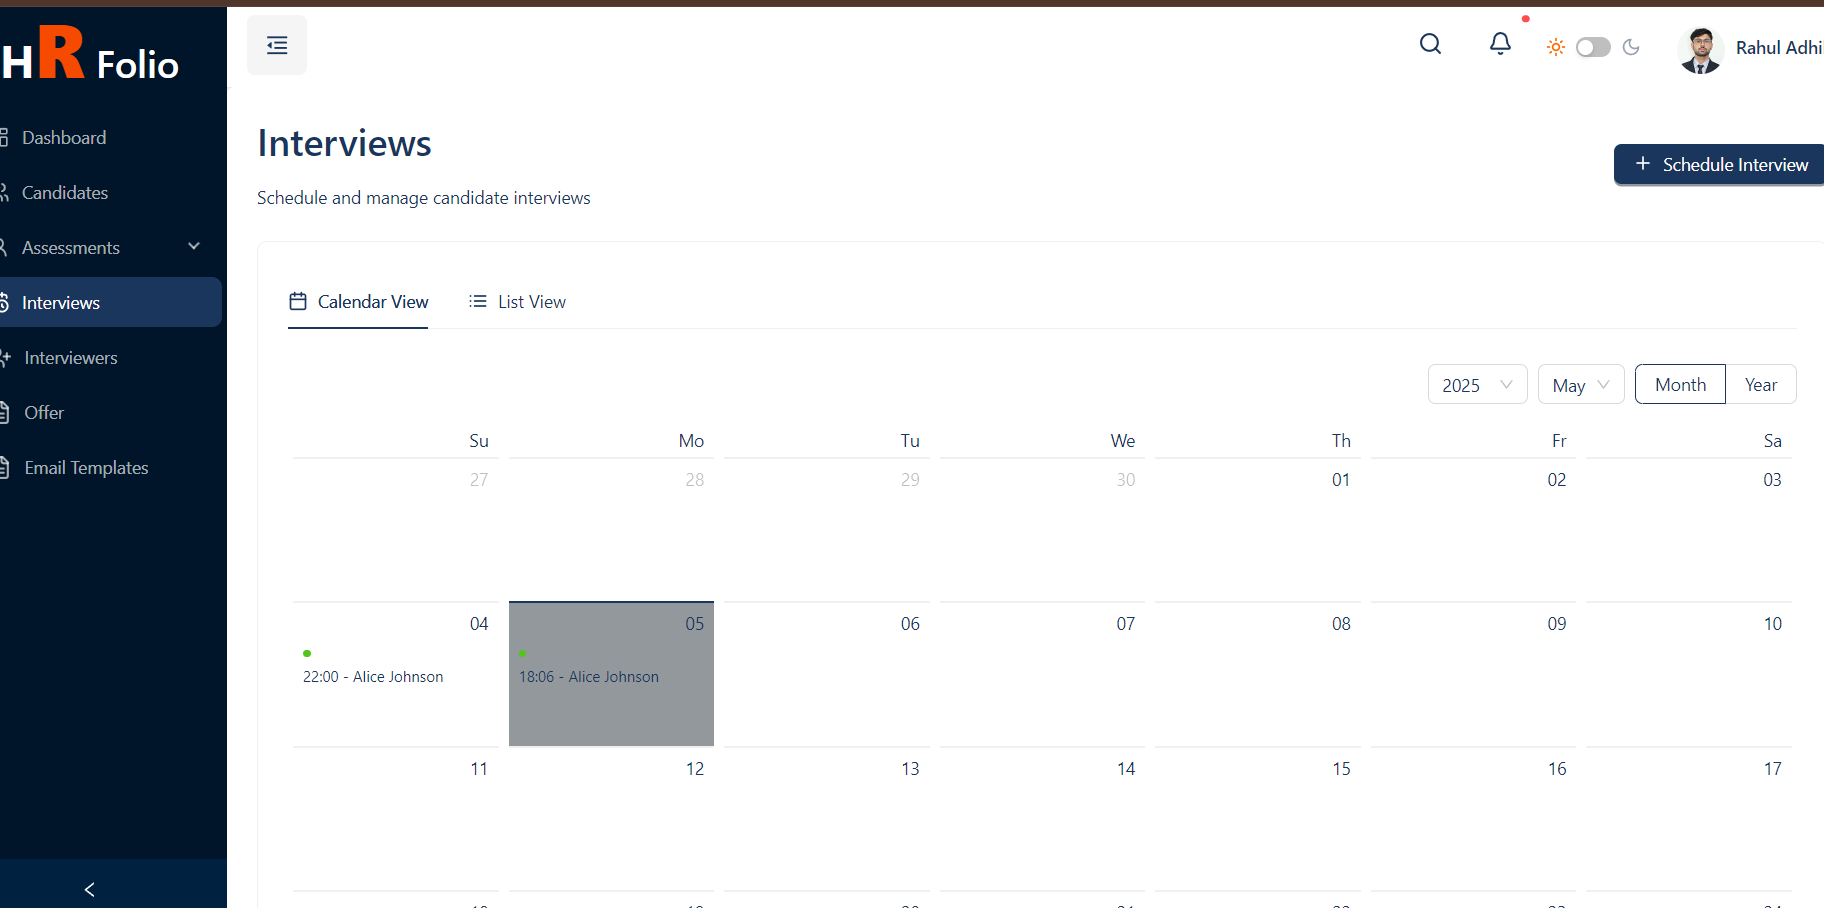 HR Folio
Rahul Adhi
Dashboard
Candidates
Assessments
Interviews
Interviewers
Offer
Email Templates
Interviews
Schedule and manage candidate interviews
Schedule Interview
Calendar View
List View
2025
May
Month
Year
Su Mo Tu We Th Fr Sa
27 28 29 30 01 02 03
04 05 06 07 08 09 10
22:00 - Alice Johnson
18:06 - Alice Johnson
11 12 13 14 15 16 17